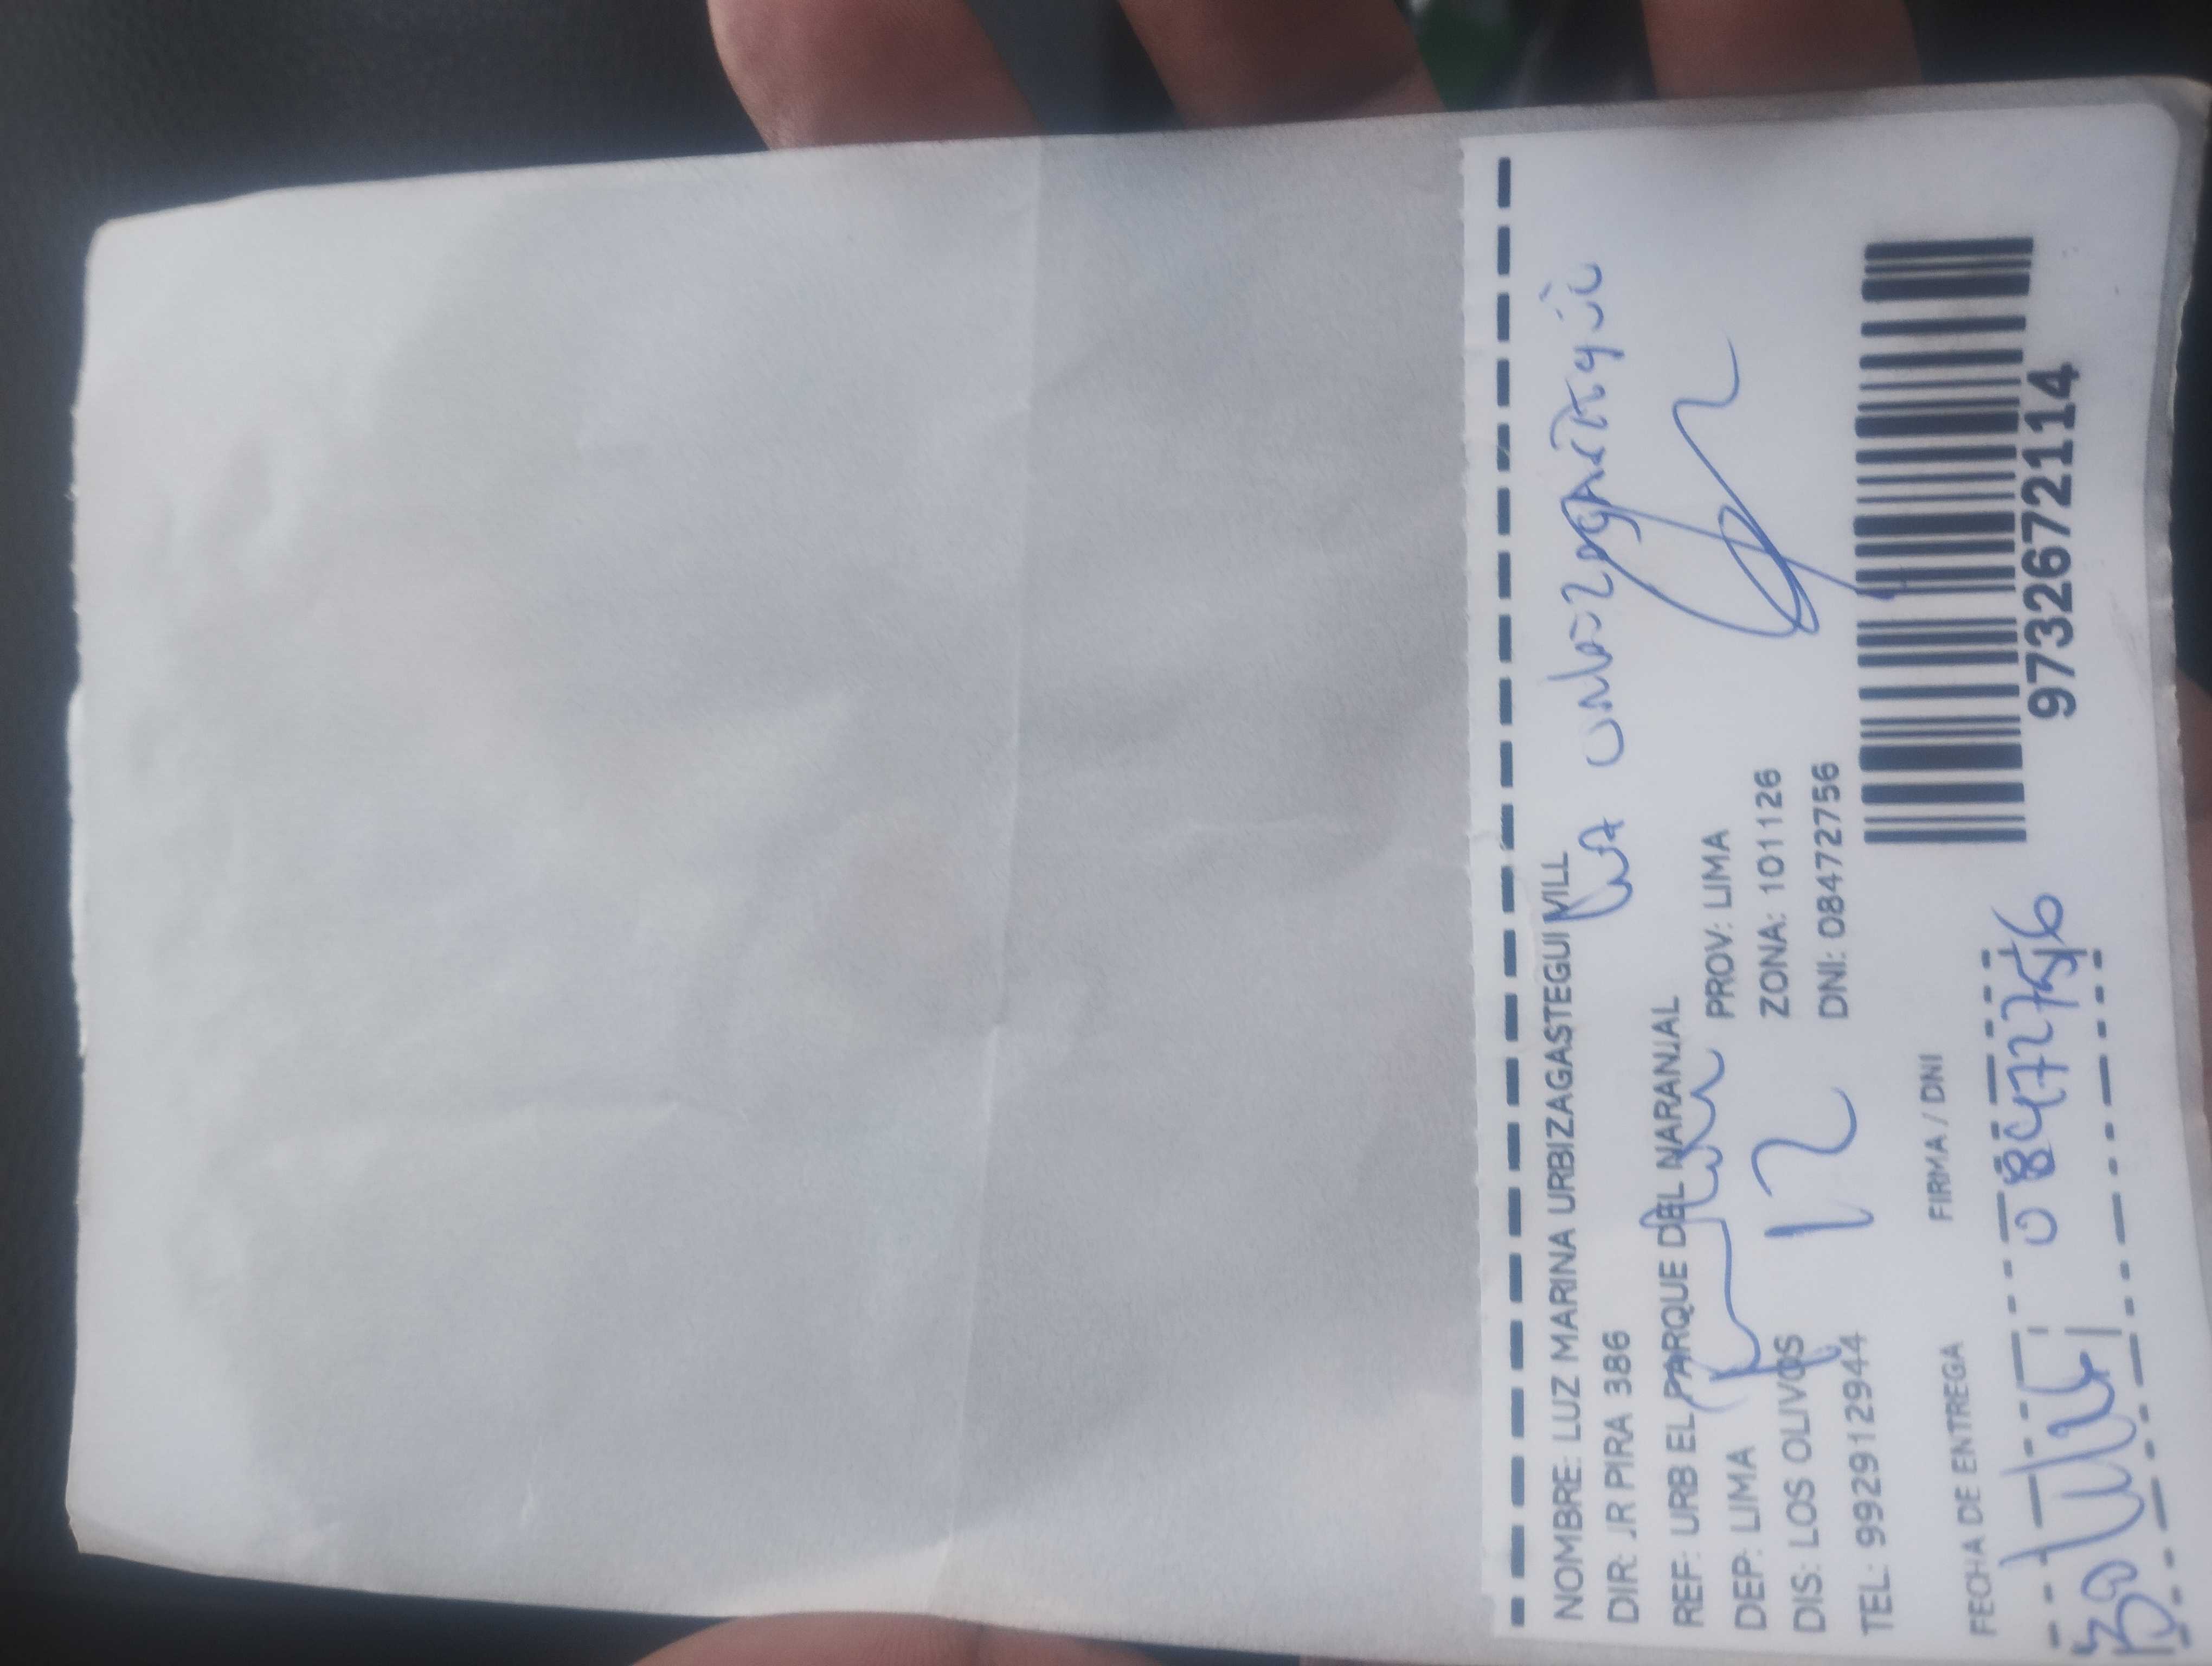 NOMBRE: LUZ MARINA URBIZAGASTEGUI VILL
DIR: JR PIRA 386
REF: URB EL PARQUE DEL NARANJAL
DEP: LIMA PROV: LIMA
DIS: LOS OLIVOS ZONA: 101126
TEL: 992912944 DNI: 08472756
12
FECHA DE ENTREGA FIRMA / DNI
08472756
9732672114